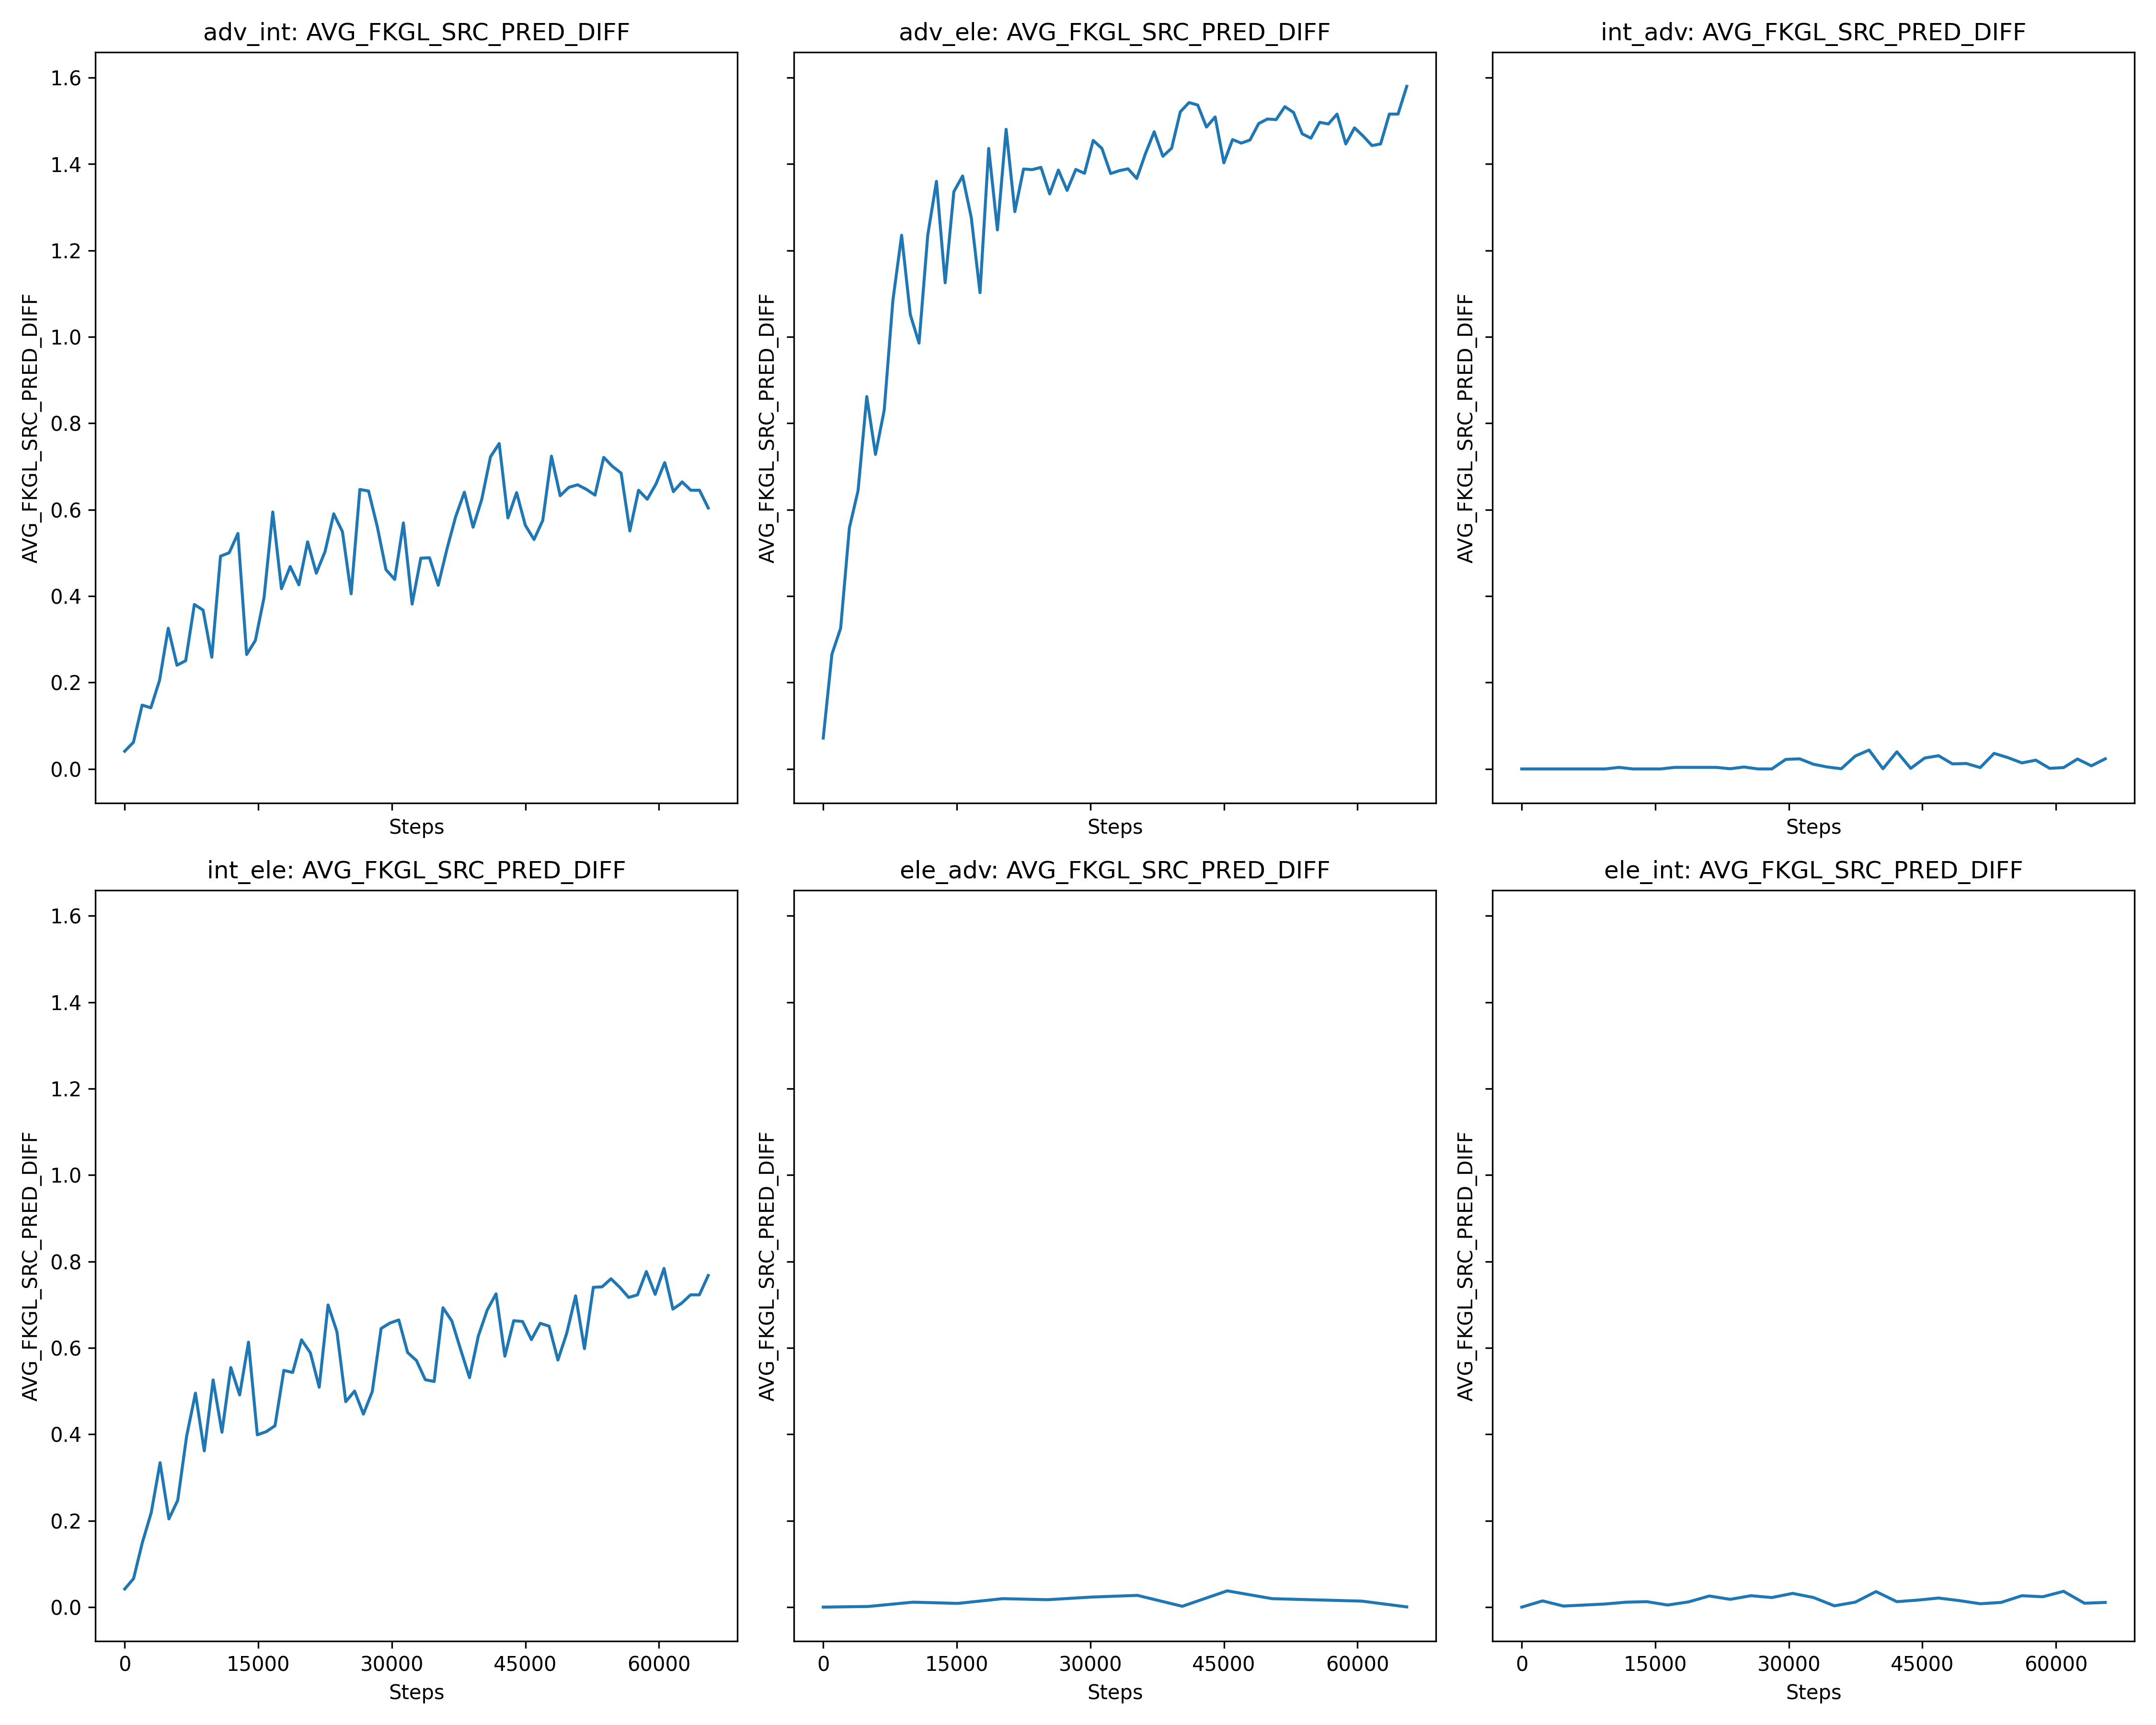 adv_int: AVG_FKGL_SRC_PRED_DIFF
adv_ele: AVG_FKGL_SRC_PRED_DIFF
int_adv: AVG_FKGL_SRC_PRED_DIFF
AVG_FKGL_SRC_PRED_DIFF
1.6
1.4
1.2
1.0
0.8
0.6
0.4
0.2
0.0
Steps
AVG_FKGL_SRC_PRED_DIFF
Steps
AVG_FKGL_SRC_PRED_DIFF
Steps
int_ele: AVG_FKGL_SRC_PRED_DIFF
ele_adv: AVG_FKGL_SRC_PRED_DIFF
ele_int: AVG_FKGL_SRC_PRED_DIFF
AVG_FKGL_SRC_PRED_DIFF
1.6
1.4
1.2
1.0
0.8
0.6
0.4
0.2
0.0
0 15000 30000 45000 60000
Steps
AVG_FKGL_SRC_PRED_DIFF
0 15000 30000 45000 60000
Steps
AVG_FKGL_SRC_PRED_DIFF
0 15000 30000 45000 60000
Steps